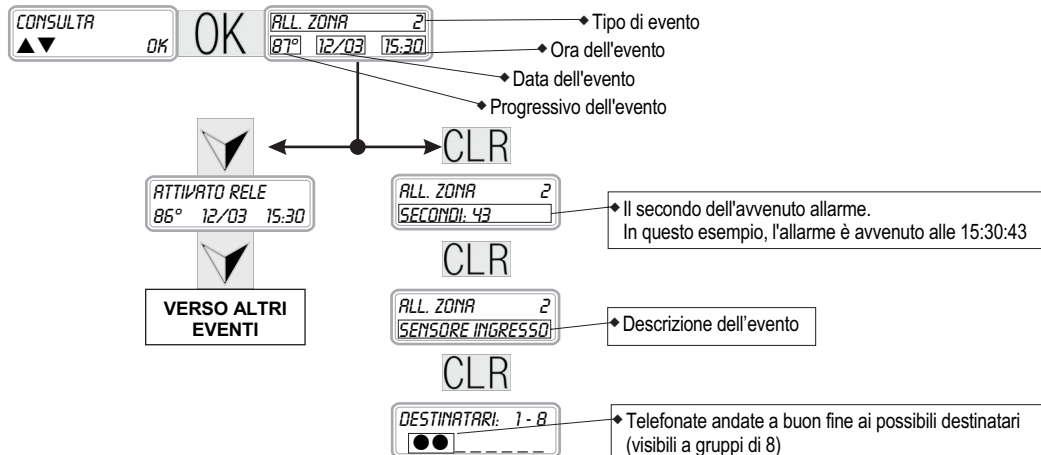 CONSULTA
▲▼ OK
OK
ALL. ZONA 2
87° 12/03 15:30
◆ Tipo di evento
◆ Ora dell'evento
◆ Data dell'evento
◆ Progressivo dell'evento
CLR
ATTIVATO RELE
86° 12/03 15:30
VERSO ALTRI
EVENTI
ALL. ZONA 2
SECONDI: 43
◆ Il secondo dell'avvenuto allarme.
In questo esempio, l'allarme è avvenuto alle 15:30:43
CLR
ALL. ZONA 2
SENSORE INGRESSO
◆ Descrizione dell’evento
CLR
DESTINATARI: 1 - 8
●●_ _ _ _ _ _
◆ Telefonate andate a buon fine ai possibili destinatari
(visibili a gruppi di 8)